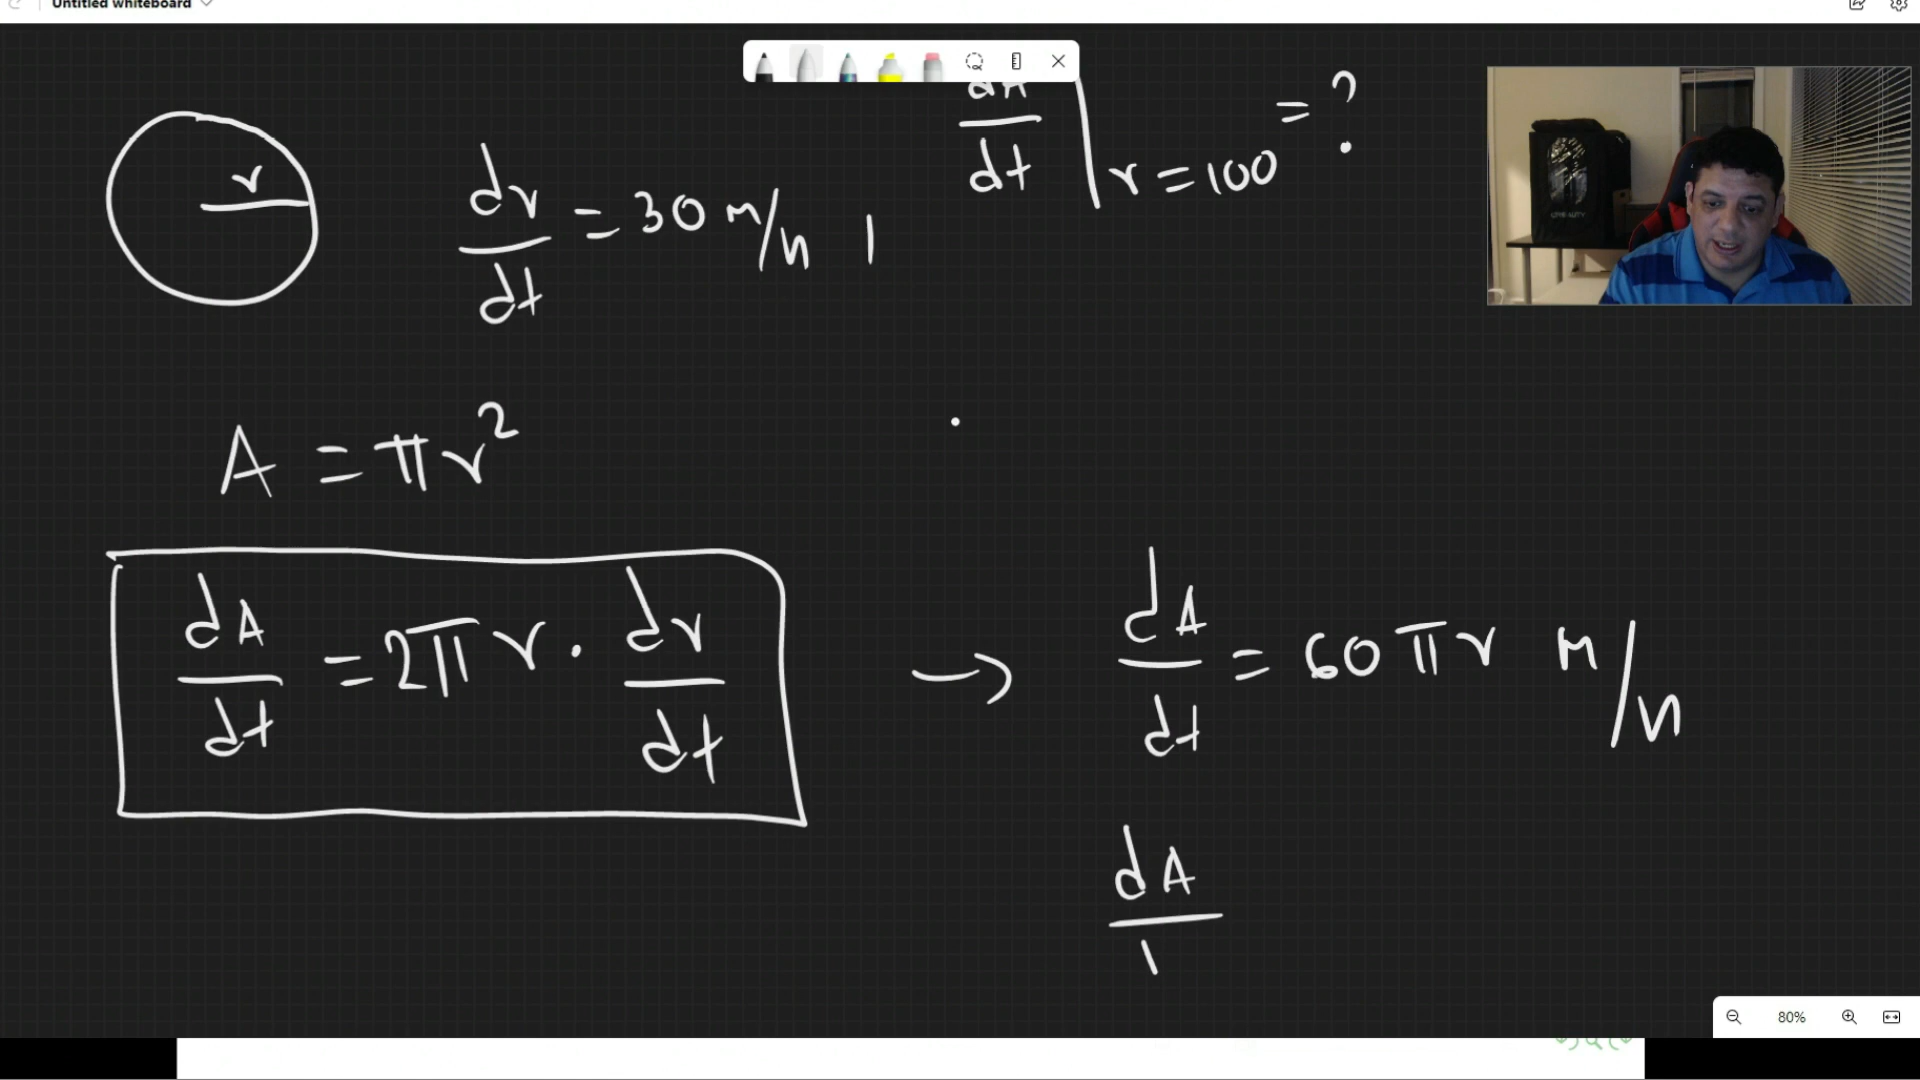 Untitled whiteboard
r
dr/dt = 30 m/h
dA/dt | r = 100 = ?
A = πr²
dA/dt = 2πr · dr/dt → dA/dt = 60πr m/h
dA
80%